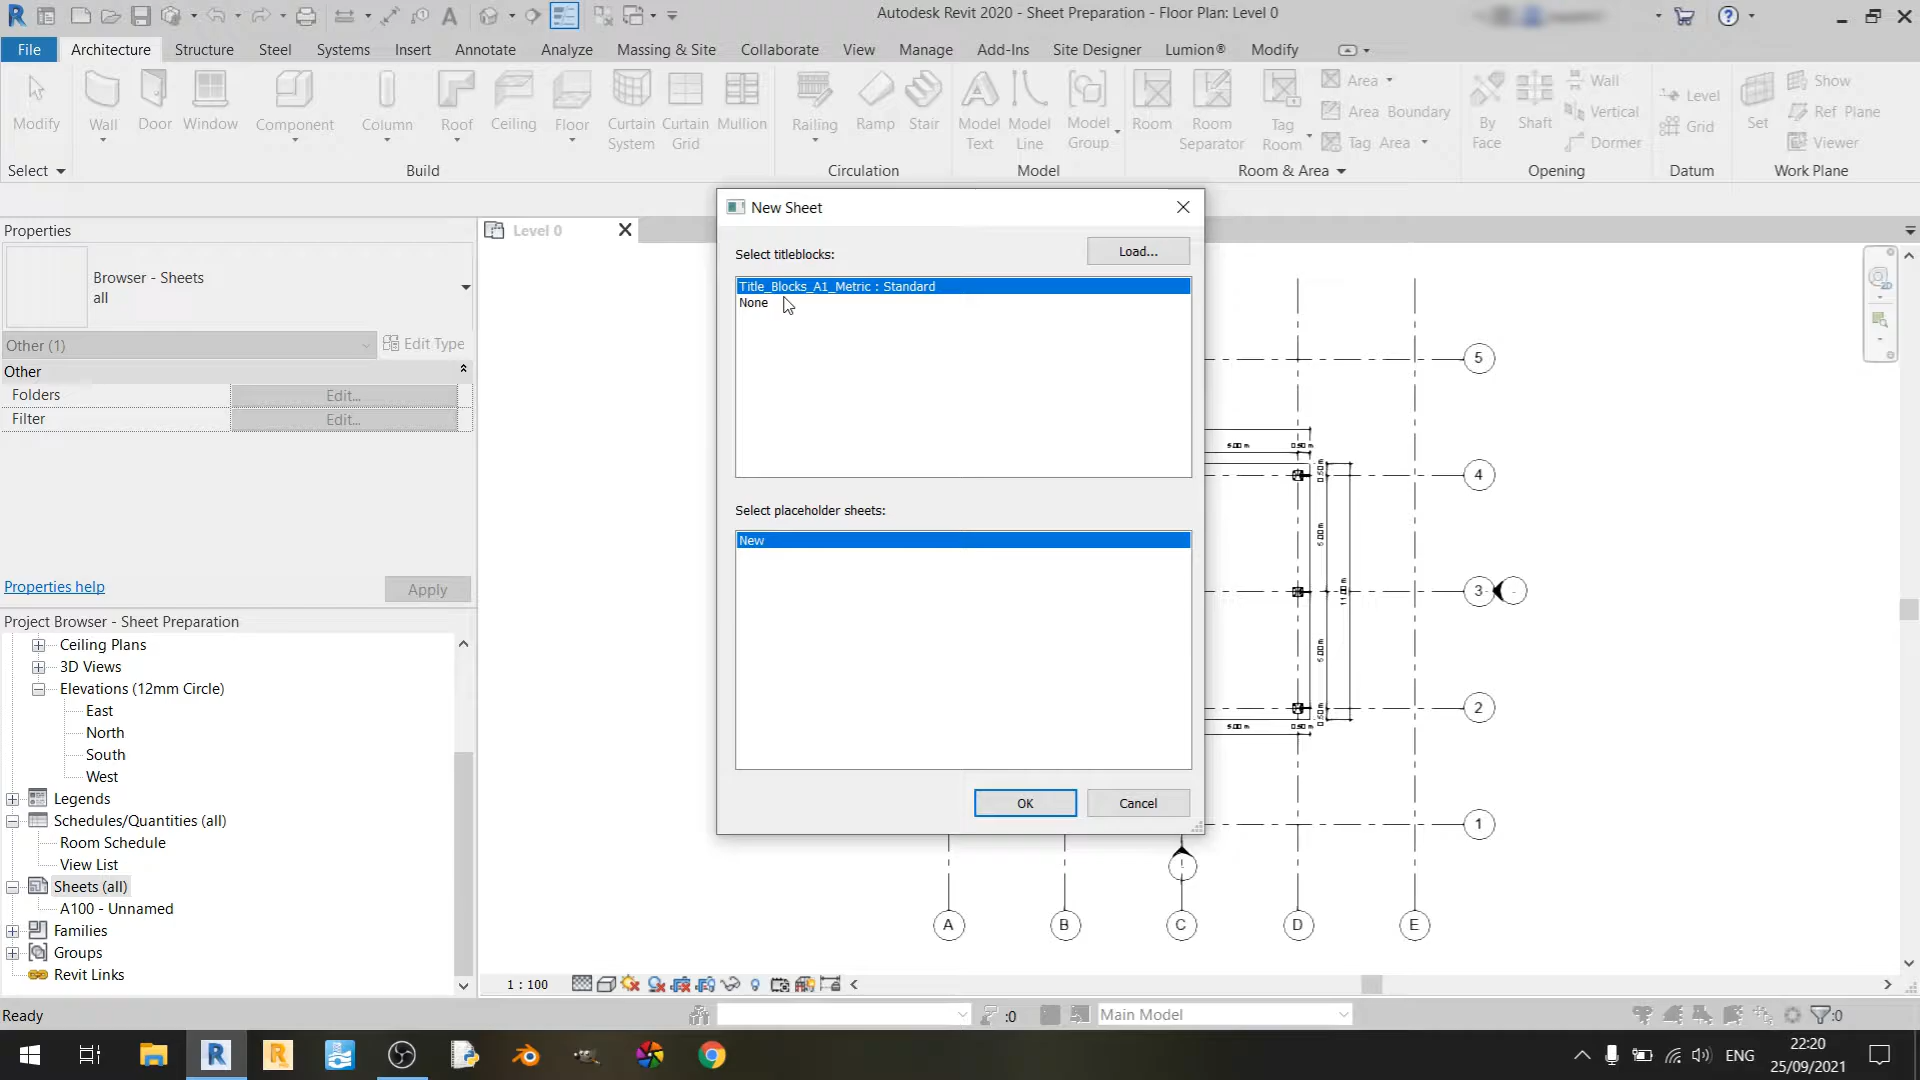 Autodesk Revit 2020 - Sheet Preparation - Floor Plan: Level 0
File Architecture Structure Steel Systems Insert Annotate Analyze Massing & Site Collaborate View Manage Add-Ins Site Designer Lumion® Modify
Modify Wall Door Window Component Column Roof Ceiling Floor Curtain System Curtain Grid Mullion Railing Ramp Stair Model Text Model Line Model Group Room Room Separator Tag Room Area Area Boundary Tag Area By Face Shaft Wall Vertical Dormer Level Grid Set Show Ref Plane Viewer
Select Build Circulation Model Room & Area Opening Datum Work Plane
Properties
Level 0
Browser - Sheets
all
Other (1) Edit Type
Other
Folders Edit...
Filter Edit...
Properties help Apply
Project Browser - Sheet Preparation
Ceiling Plans
3D Views
Elevations (12mm Circle)
East
North
South
West
Legends
Schedules/Quantities (all)
Room Schedule
View List
Sheets (all)
A100 - Unnamed
Families
Groups
Revit Links
New Sheet
Select titleblocks: Load...
Title_Blocks_A1_Metric : Standard
None
Select placeholder sheets:
New
OK Cancel
2D
5
4
3
2
1
A B C D E
1 : 100
Ready :0 Main Model :0
ENG 22:20
25/09/2021